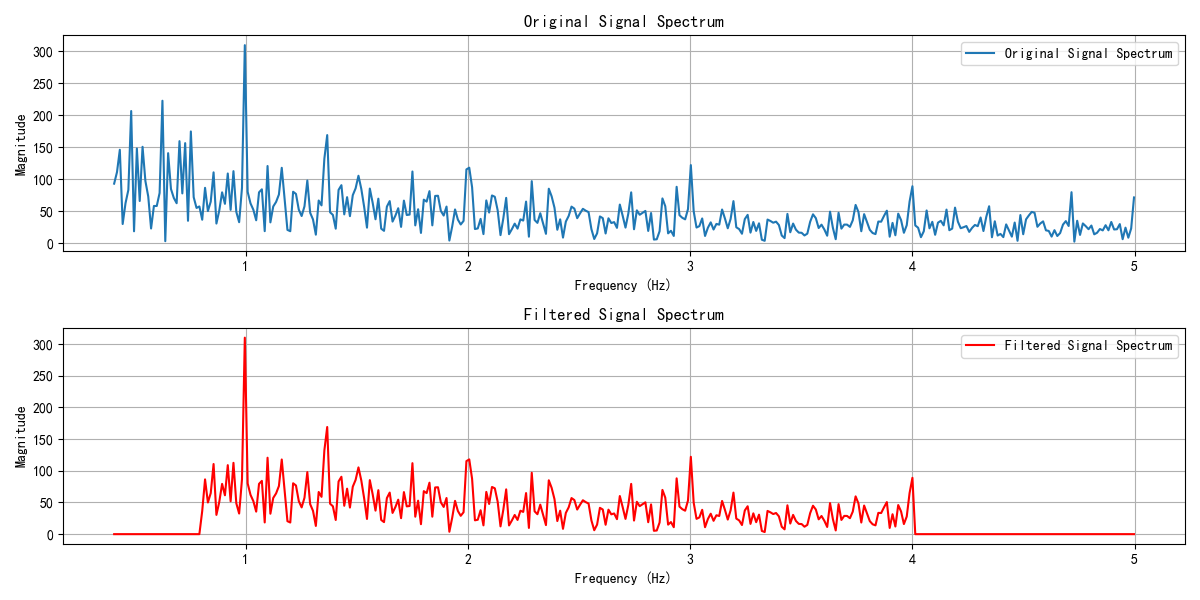 Original Signal Spectrum
300
250
200
150
100
50
0
Magnitude
Original Signal Spectrum
1 2 3 4 5
Frequency (Hz)
Filtered Signal Spectrum
300
250
200
150
100
50
0
Magnitude
Filtered Signal Spectrum
1 2 3 4 5
Frequency (Hz)